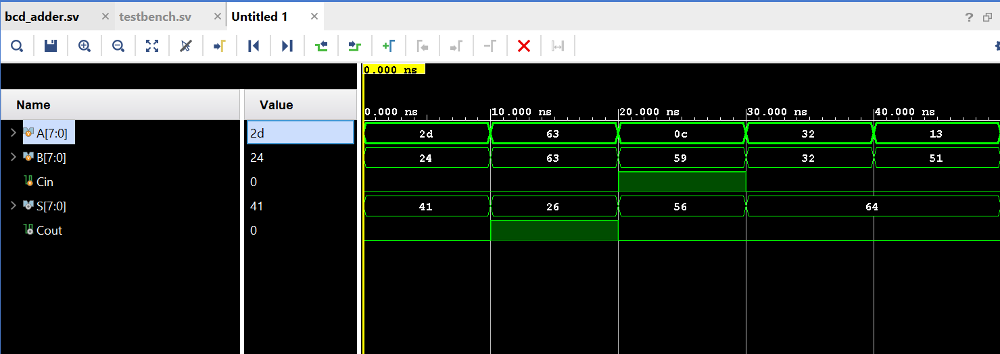 bcd_adder.sv testbench.sv Untitled 1
0.000 ns
Name Value
0.000 ns 10.000 ns 20.000 ns 30.000 ns 40.000 ns
A[7:0] 2d 2d 63 0c 32 13
B[7:0] 24 24 63 59 32 51
Cin 0
S[7:0] 41 41 26 56 64
Cout 0